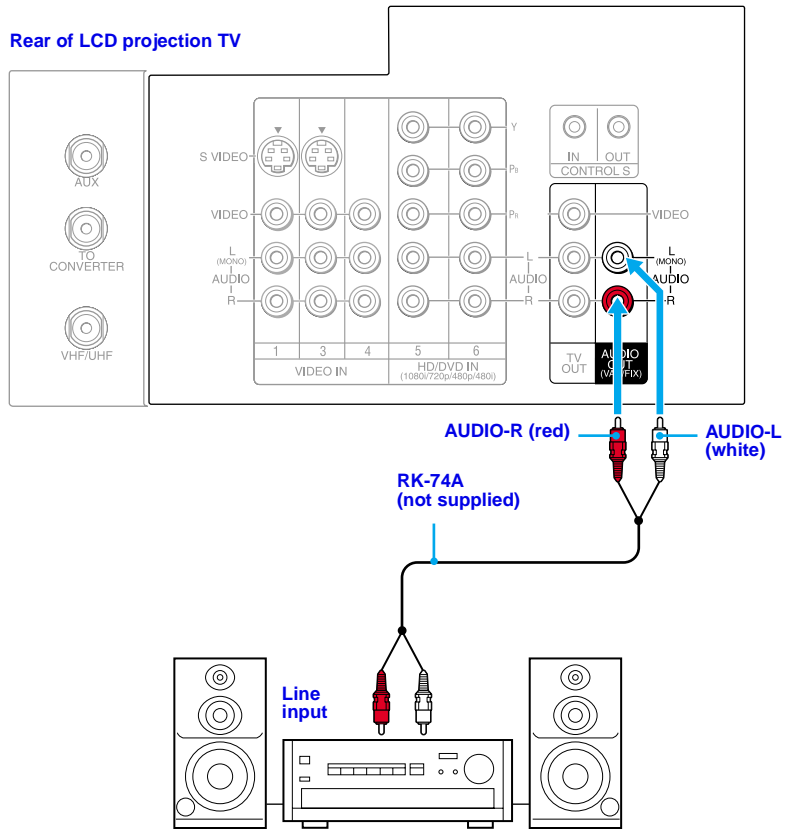 Rear of LCD projection TV
AUX
TO
CONVERTER
VHF/UHF
S VIDEO
VIDEO
L
(MONO)
AUDIO
R
1
3
4
VIDEO IN
5
6
HD/DVD IN
(1080i/720p/480p/480i)
Y
PB
PR
L
AUDIO
R
IN
OUT
CONTROL S
VIDEO
L
(MONO)
AUDIO
R
TV
OUT
AUDIO
OUT
(VAR/FIX)
AUDIO-R (red)
AUDIO-L
(white)
RK-74A
(not supplied)
Line
input